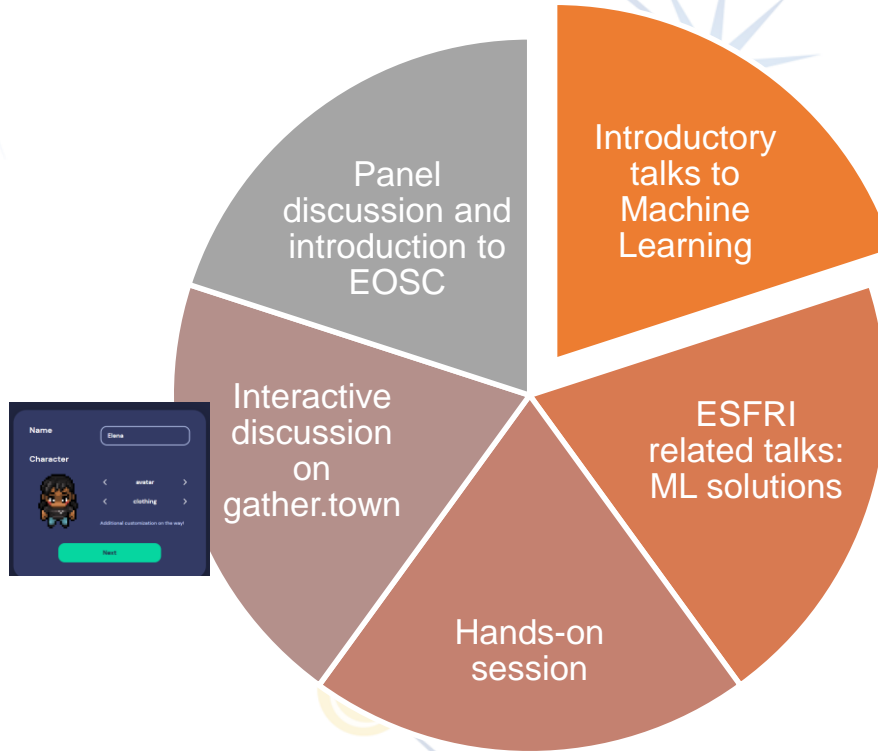 Introductory
talks to
Machine
Learning
ESFRI
related talks:
ML solutions
Hands-on
session
Interactive
discussion
on
gather.town
Panel
discussion and
introduction to
EOSC
Name
Elena
Character
< avatar >
< clothing >
Additional customization on the way!
Next